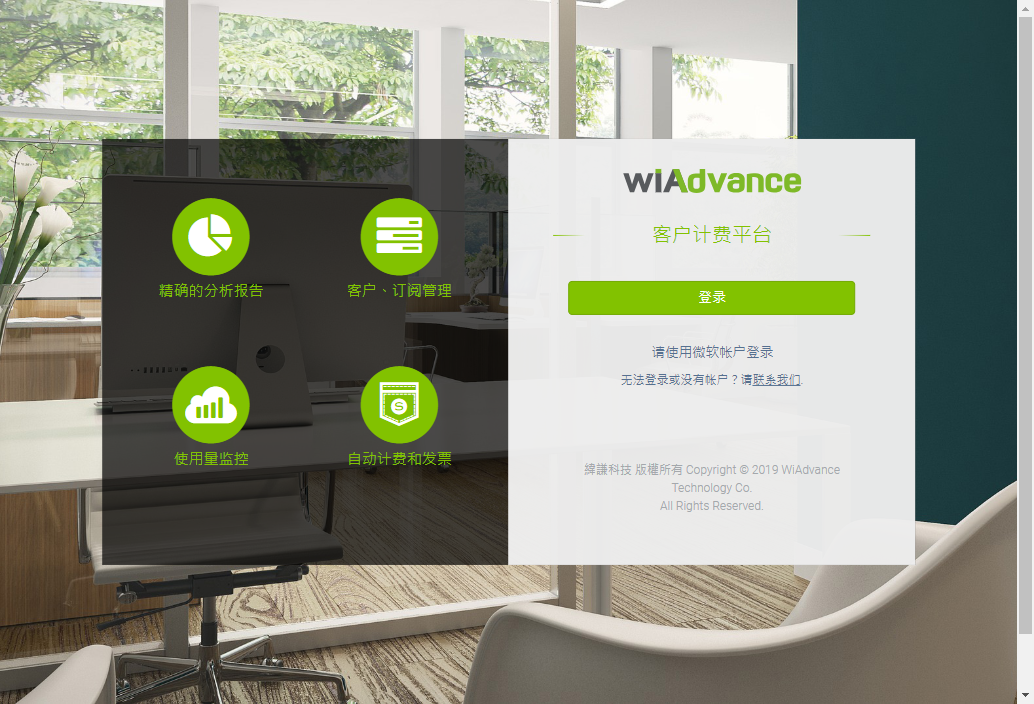 精确的分析报告
客户、订阅管理
使用量监控
自动计费和发票
wiAdvance
客户计费平台
登录
请使用微软帐户登录
无法登录或没有帐户？请联系我们.
緯謙科技 版權所有 Copyright © 2019 WiAdvance
Technology Co.
All Rights Reserved.